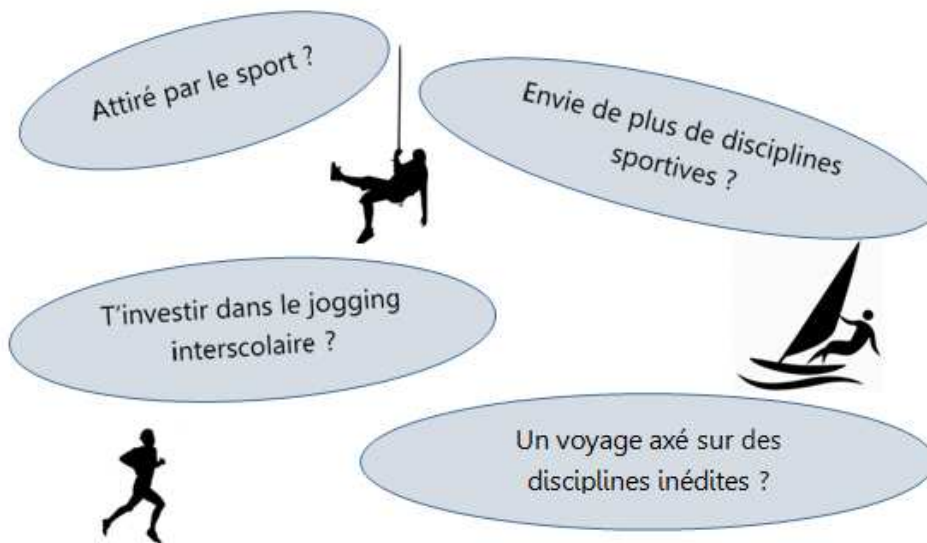 Attiré par le sport ?
Envie de plus de disciplines
sportives ?
T'investir dans le jogging
interscolaire ?
Un voyage axé sur des
disciplines inédites ?